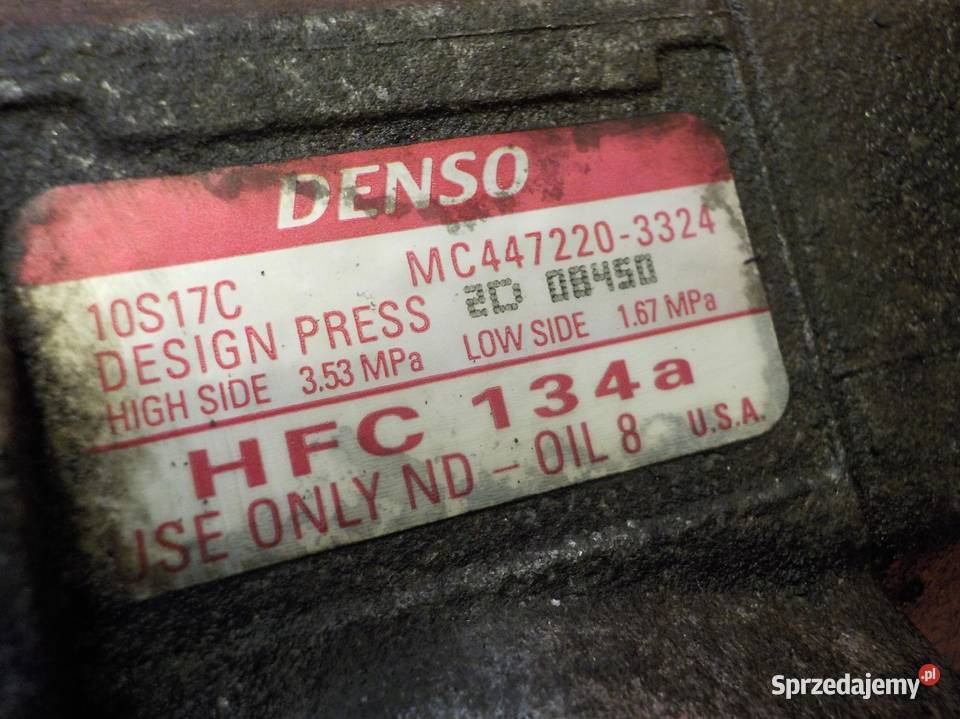 DENSO
10S17C MC447220-3324
DESIGN PRESS 2D 08450
HIGH SIDE 3.53 MPa LOW SIDE 1.67 MPa
HFC 134a
USE ONLY ND - OIL 8 U.S.A.
Sprzedajemy.pl